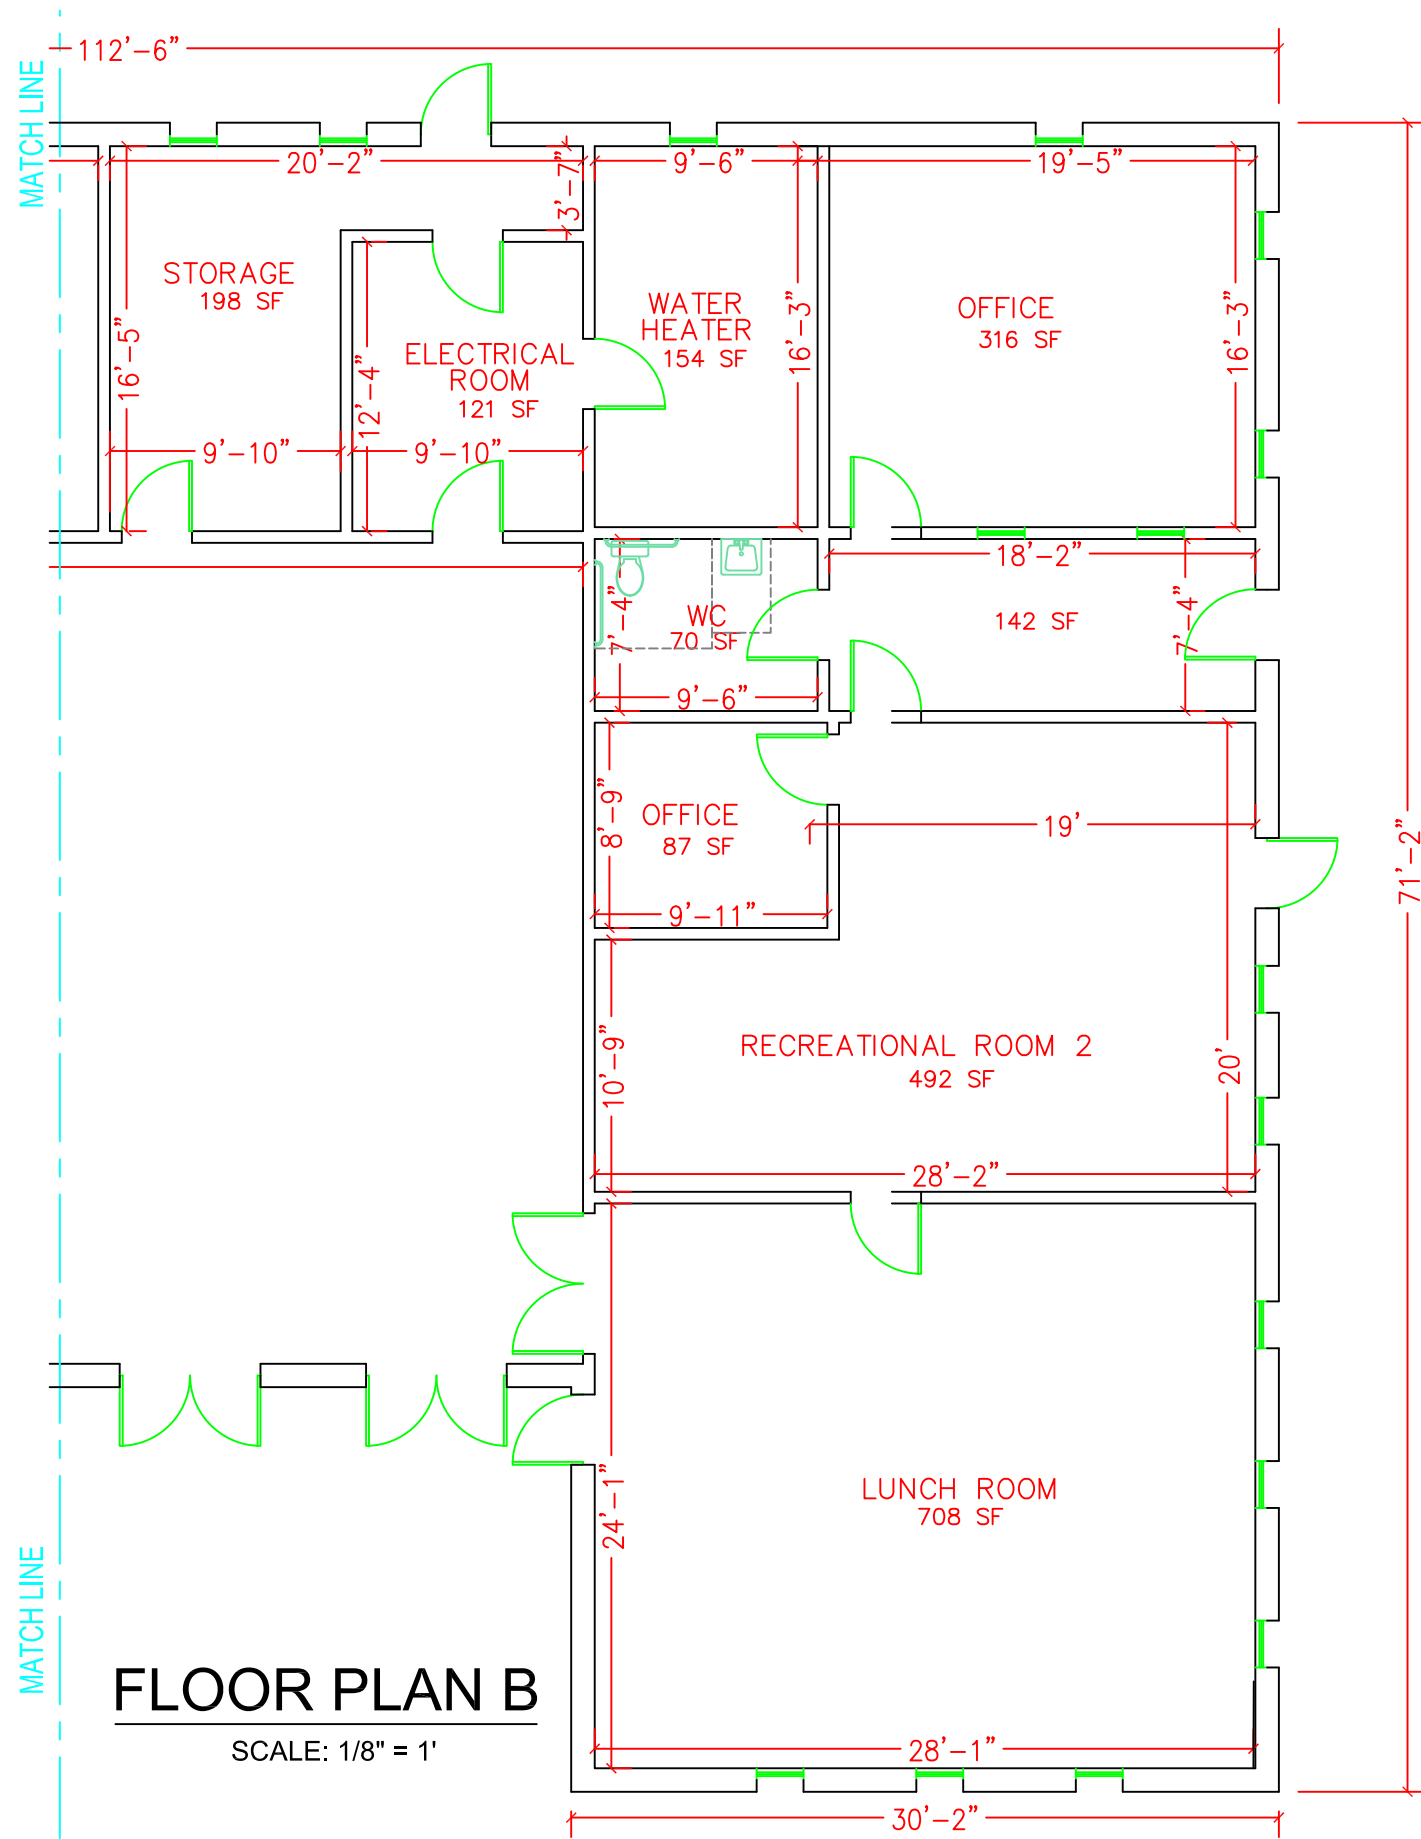 112'-6"
MATCH LINE
20'-2"
3'-7"
9'-6"
19'-5"
STORAGE
198 SF
16'-5"
ELECTRICAL
ROOM
121 SF
12'-4"
9'-10"
9'-10"
WATER
HEATER
154 SF
16'-3"
OFFICE
316 SF
16'-3"
18'-2"
WC
70 SF
7'-4"
142 SF
7'-4"
9'-6"
OFFICE
87 SF
8'-9"
19'
71'-2"
9'-11"
RECREATIONAL ROOM 2
492 SF
10'-9"
20'
28'-2"
LUNCH ROOM
708 SF
24'-1"
MATCH LINE
FLOOR PLAN B
SCALE: 1/8" = 1'
28'-1"
30'-2"